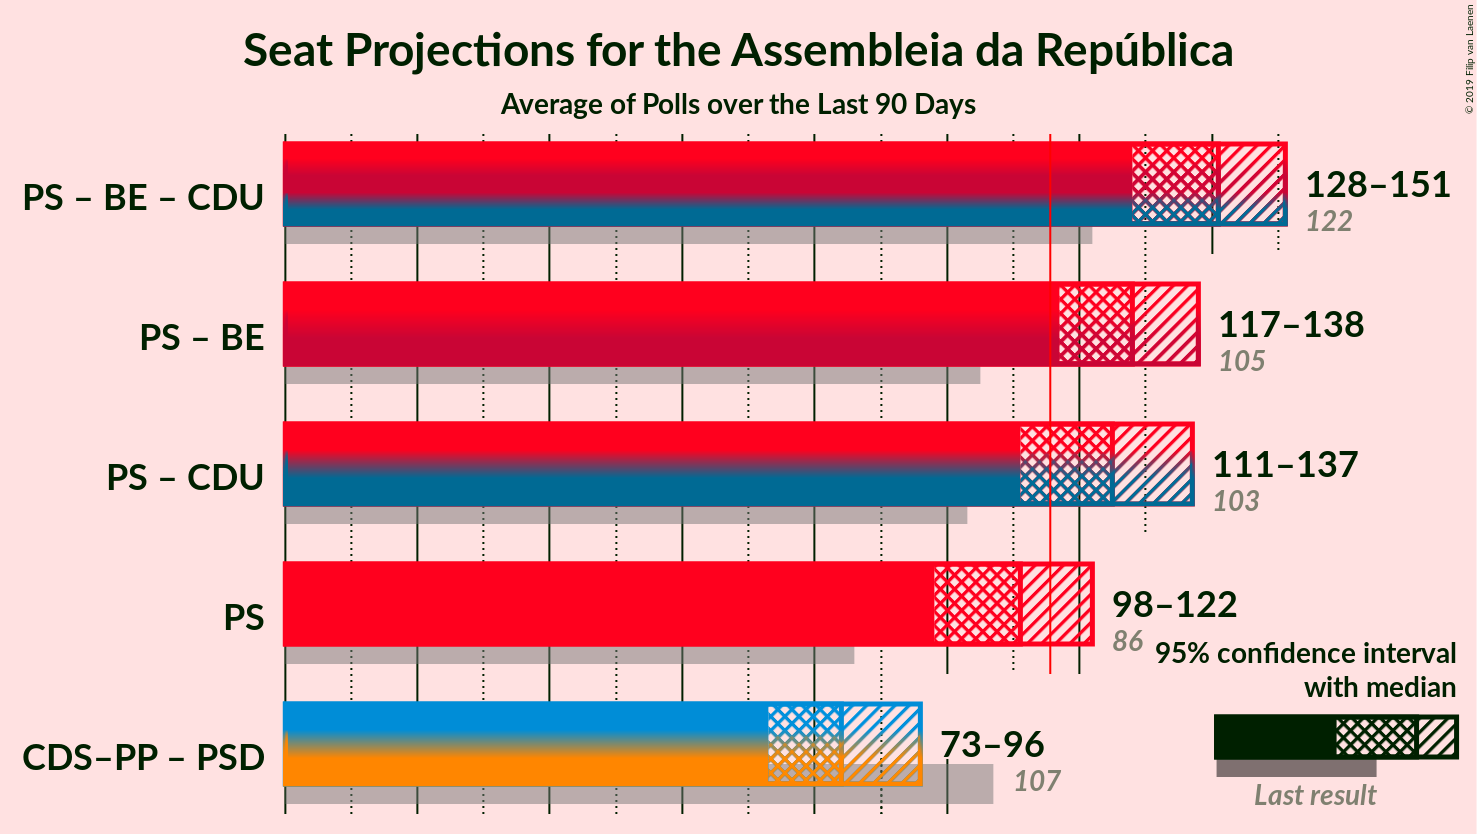 Seat Projections for the Assembleia da República
Average of Polls over the Last 90 Days
© 2019 Filip van Laenen
PS – BE – CDU
128–151
122
PS – BE
117–138
105
PS – CDU
111–137
103
PS
98–122
86
CDS–PP – PSD
73–96
107
95% confidence interval
with median
Last result